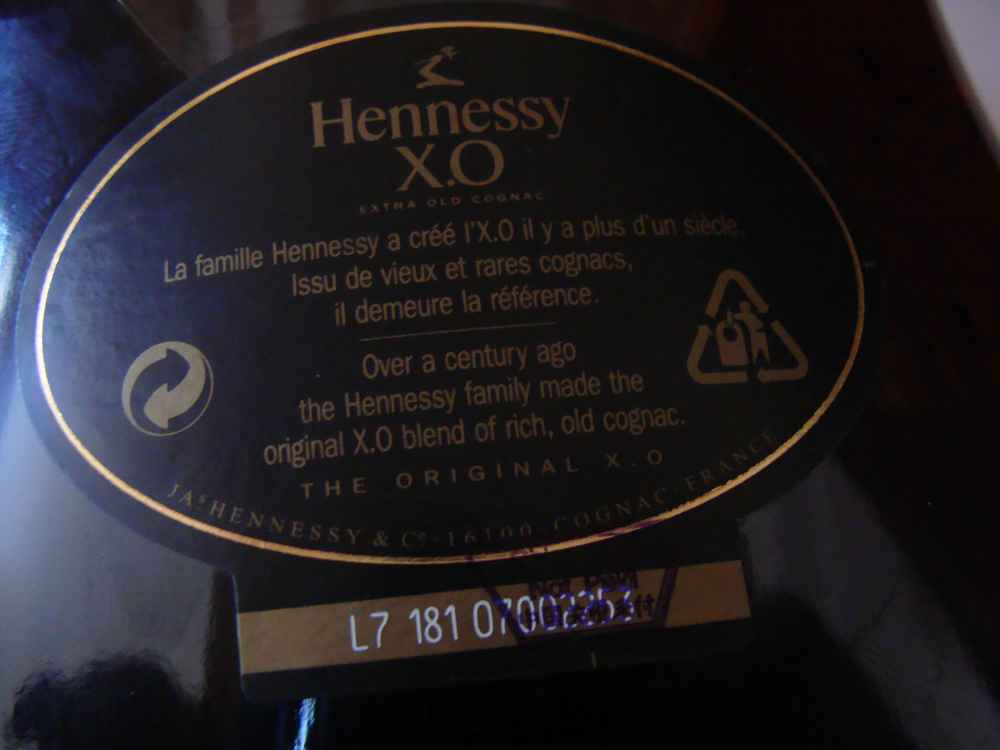 Hennessy
X.O
EXTRA OLD COGNAC
La famille Hennessy a créé l'X.O il y a plus d'un siècle.
Issu de vieux et rares cognacs,
il demeure la référence.
Over a century ago
the Hennessy family made the
original X.O blend of rich, old cognac.
THE ORIGINAL X.O
JAS HENNESSY & Co - 16100 COGNAC FRANCE
L7 181 07002253